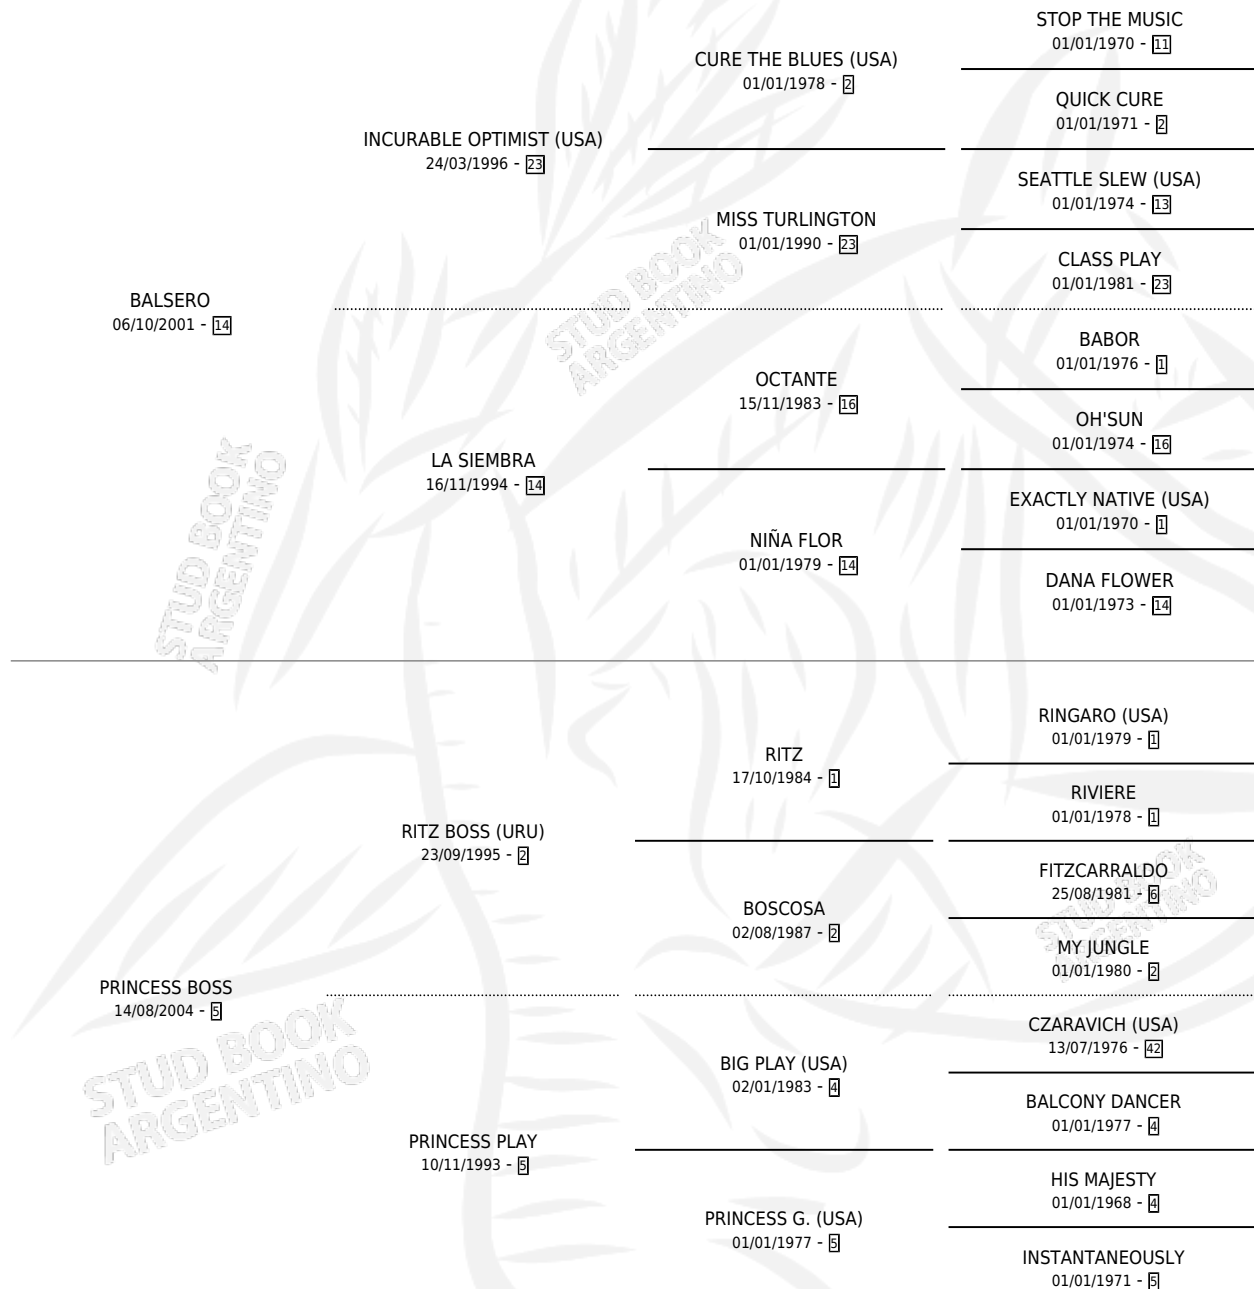 STOP THE MUSIC
01/01/1970 - 11
CURE THE BLUES (USA)
01/01/1978 - 2
QUICK CURE
01/01/1971 - 2
INCURABLE OPTIMIST (USA)
24/03/1996 - 23
SEATTLE SLEW (USA)
01/01/1974 - 13
MISS TURLINGTON
01/01/1990 - 23
CLASS PLAY
01/01/1981 - 23
BALSERO
06/10/2001 - 14
BABOR
01/01/1976 - 1
OCTANTE
15/11/1983 - 16
OH'SUN
01/01/1974 - 16
LA SIEMBRA
16/11/1994 - 14
EXACTLY NATIVE (USA)
01/01/1970 - 1
NIÑA FLOR
01/01/1979 - 14
DANA FLOWER
01/01/1973 - 14
RINGARO (USA)
01/01/1979 - 1
RITZ
17/10/1984 - 1
RIVIERE
01/01/1978 - 1
RITZ BOSS (URU)
23/09/1995 - 2
FITZCARRALDO
25/08/1981 - 6
BOSCOSA
02/08/1987 - 2
MY JUNGLE
01/01/1980 - 2
PRINCESS BOSS
14/08/2004 - 5
CZARAVICH (USA)
13/07/1976 - 42
BIG PLAY (USA)
02/01/1983 - 4
BALCONY DANCER
01/01/1977 - 4
PRINCESS PLAY
10/11/1993 - 5
HIS MAJESTY
01/01/1968 - 4
PRINCESS G. (USA)
01/01/1977 - 5
INSTANTANEOUSLY
01/01/1971 - 5
STUD BOOK
ARGENTINO
STUD BOOK
ARGENTINO
STUD BOOK
ARGENTINO
STUD BOOK
ARGENTINO